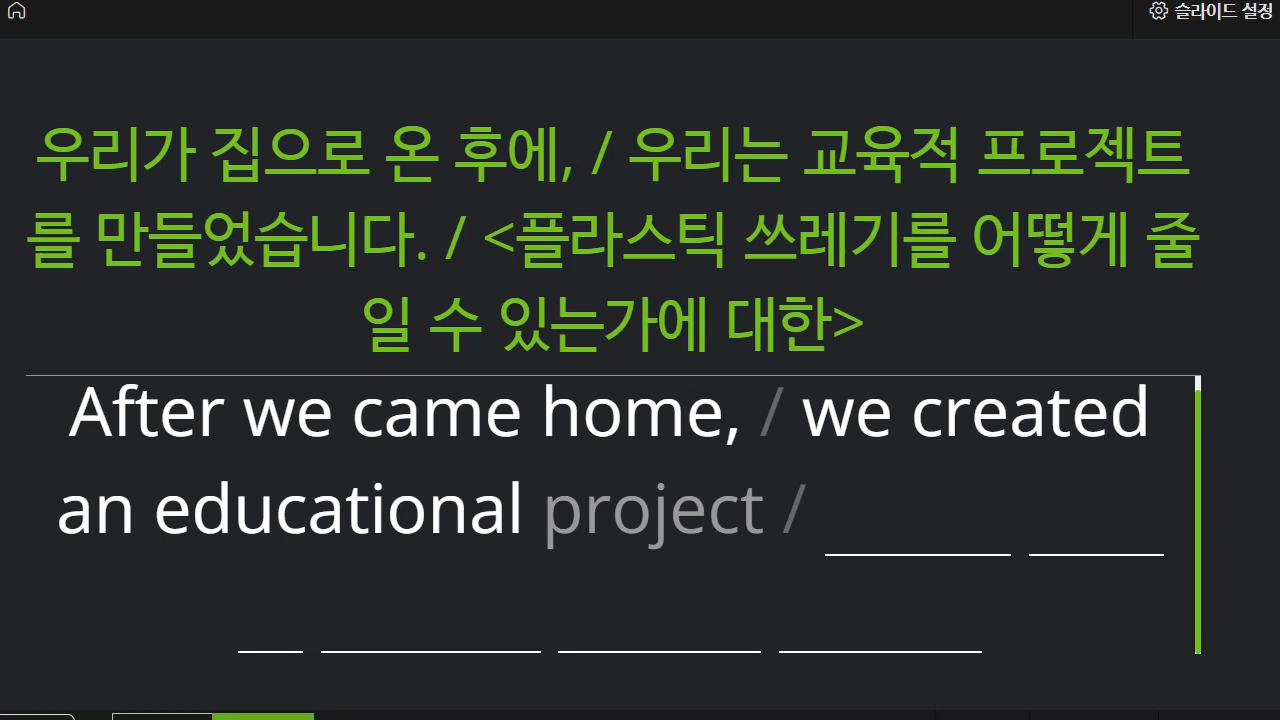 슬라이드 설정
우리가 집으로 온 후에, / 우리는 교육적 프로젝트
를 만들었습니다. / <플라스틱 쓰레기를 어떻게 줄
일 수 있는가에 대한>
After we came home, / we created
an educational project /